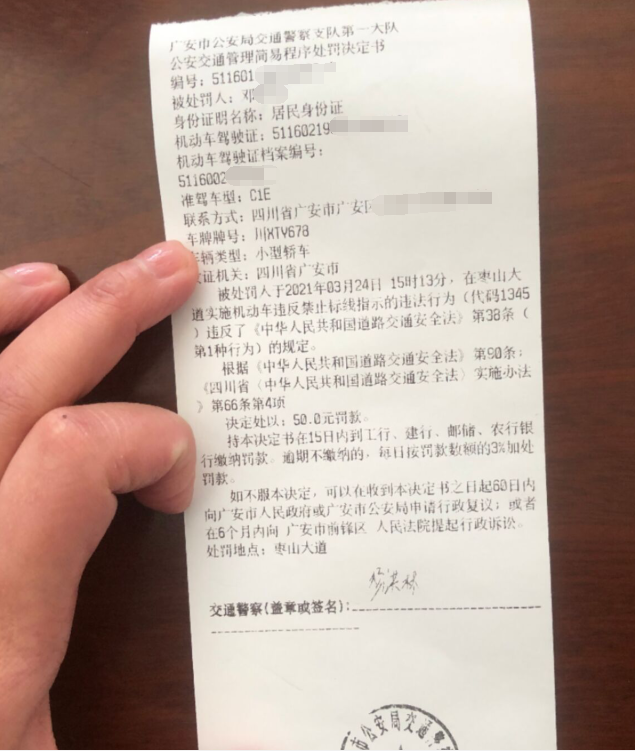 广安市公安局交通警察支队第一大队
公安交通管理简易程序处罚决定书
编号：511601
被处罚人：邓
身份证明名称：居民身份证
机动车驾驶证：51160219
机动车驾驶证档案编号：
5116002
准驾车型：C1E
联系方式：四川省广安市广安区
车牌牌号：川XTY678
车辆类型：小型轿车
发证机关：四川省广安市
被处罚人于2021年03月24日 15时13分，在枣山大
道实施机动车违反禁止标线指示的违法行为（代码1345
）违反了《中华人民共和国道路交通安全法》第38条（
第1种行为）的规定。
根据《中华人民共和国道路交通安全法》第90条；
《四川省〈中华人民共和国道路交通安全法〉实施办法
》第66条第4项
决定处以：50.0元罚款。
持本决定书在15日内到工行、建行、邮储、农行银
行缴纳罚款。逾期不缴纳的，每日按罚款数额的3%加处
罚款。
如不服本决定，可以在收到本决定书之日起60日内
向广安市人民政府或广安市公安局申请行政复议；或者
在6个月内向 广安市前锋区 人民法院提起行政诉讼。
处罚地点：枣山大道
交通警察(盖章或签名)：
市公安局交通警